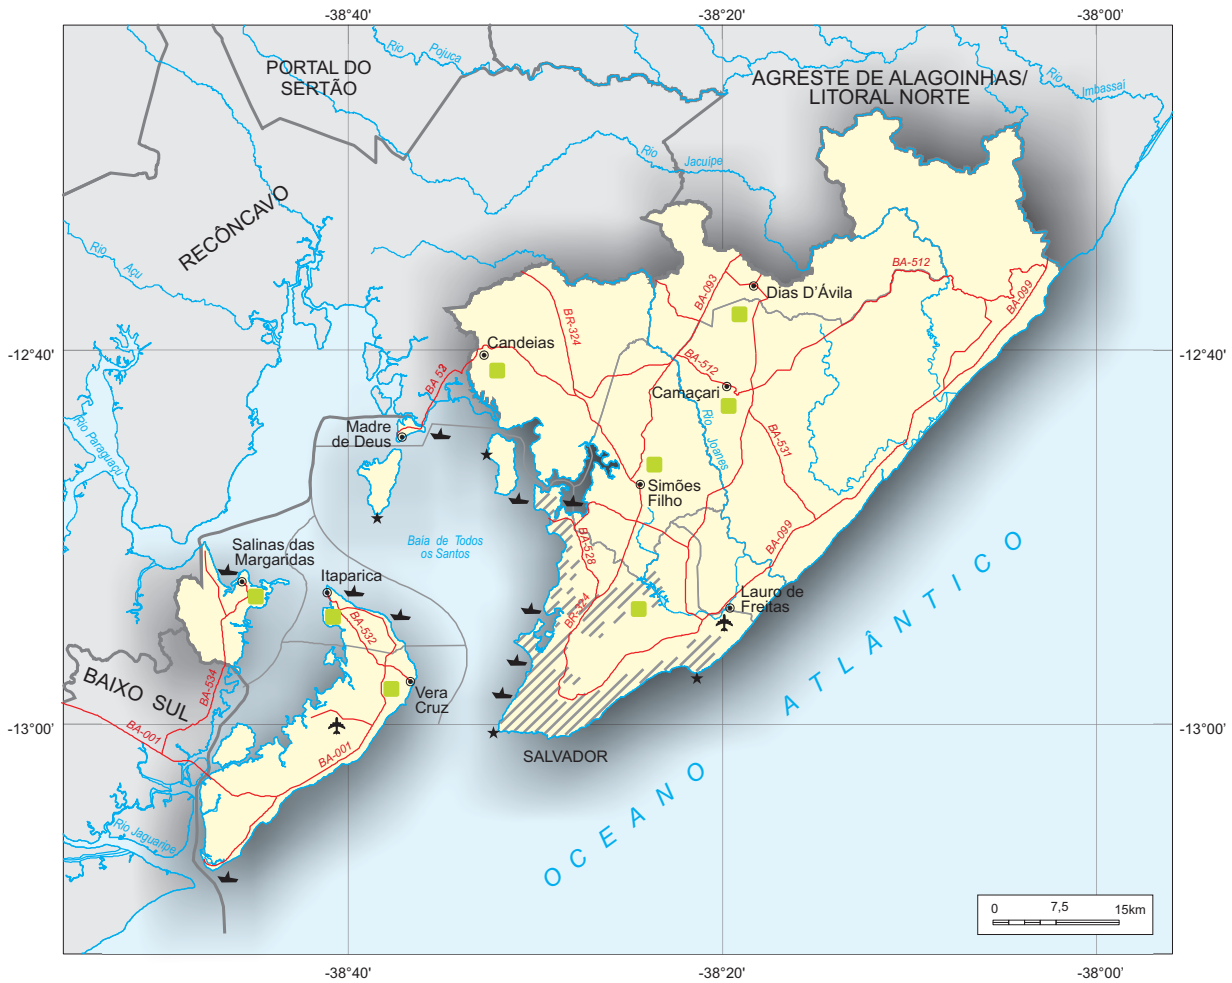 -38°40'
-38°20'
-38°00'
Rio Pojuca
PORTAL DO
SERTÃO
AGRESTE DE ALAGOINHAS/
LITORAL NORTE
Rio Imbassai
Rio Jacuípe
RECÔNCAVO
Rio Açu
BA-512
BA-093
Dias D'Ávila
BA-099
BR-324
Candeias
-12°40'
-12°40'
BA 53
BA-512
Camaçari
Rio Joanes
Madre
de Deus
Rio Paraguaçu
BA-531
Simões
Filho
Baia de Todos
os Santos
BA-528
BA-099
Salinas das
Margaridas
Itaparica
Lauro de
Freitas
BR-324
BA-532
BAIXO SUL
BA-534
Vera
Cruz
BA-001
BA-001
-13°00'
-13°00'
SALVADOR
OCEANO ATLÂNTICO
Rio Jaguaripe
0 7,5 15km
-38°40'
-38°20'
-38°00'